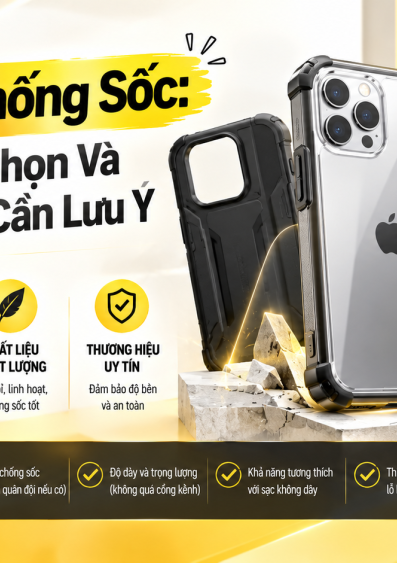 hống Sốc:
họn Và
Cần Lưu Ý
ẤT LIỆU
T LƯỢNG
ỉ, linh hoạt,
ng sốc tốt
THƯƠNG HIỆU
UY TÍN
Đảm bảo độ bền
và an toàn
chống sốc
quân đội nếu có)
Độ dày và trọng lượng
(không quá cồng kềnh)
Khả năng tương thích
với sạc không dây
Th
lỗ